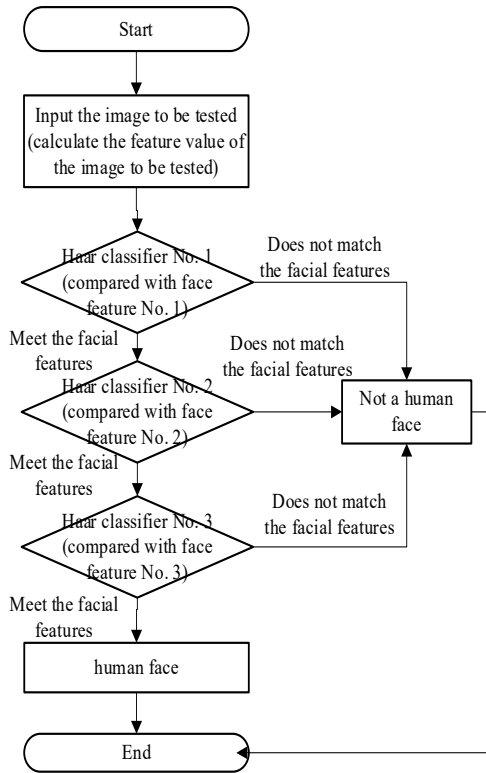 Start
Input the image to be tested
(calculate the feature value of
the image to be tested)
Haar classifier No. 1
(compared with face
feature No. 1)
Does not match
the facial features
Meet the facial
features
Haar classifier No. 2
(compared with face
feature No. 2)
Does not match
the facial features
Not a human
face
Meet the facial
features
Haar classifier No. 3
(compared with face
feature No. 3)
Does not match
the facial features
Meet the facial
features
human face
End